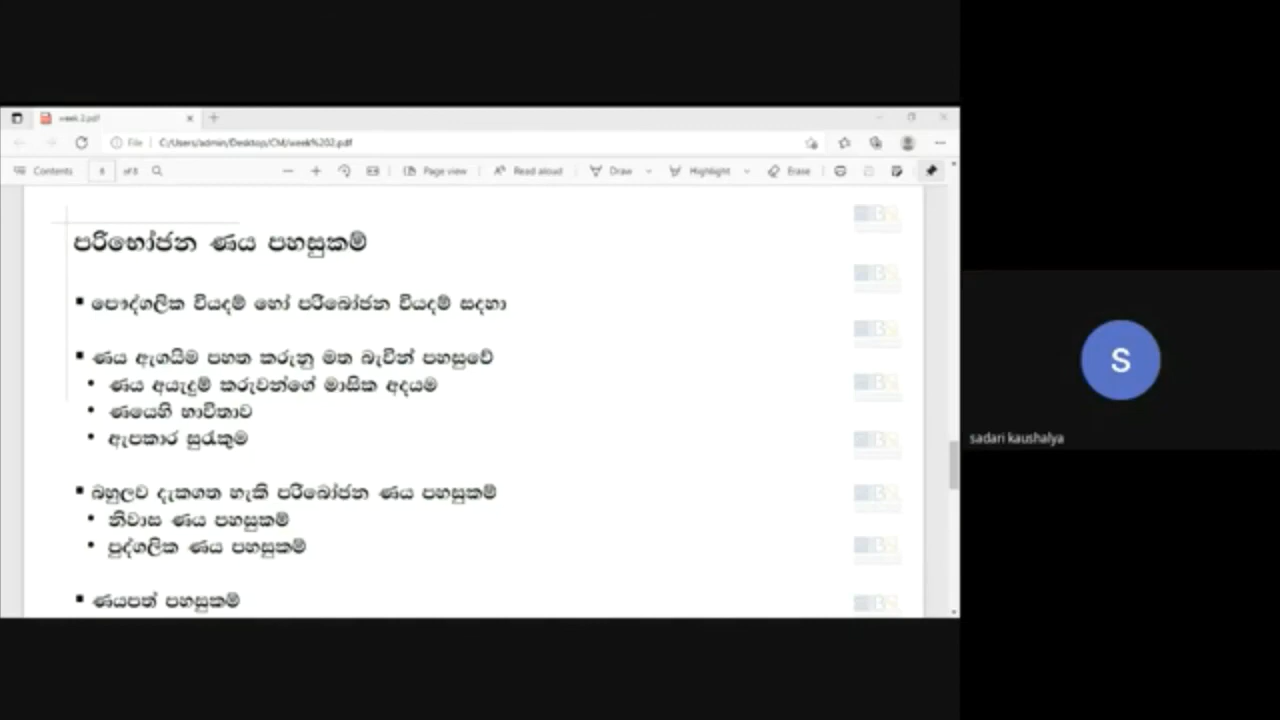 week 2.pdf
File | C:/Users/admin/Desktop/CM/week%202.pdf
Contents 8 of 8 Page view Read aloud Draw Highlight Erase
පරිභෝජන ණය පහසුකම්
පෞද්ගලික වියදම් හෝ පරිබෝජන වියදම් සදහා
ණය ඇගයිම පහත කරුනු මත බැවින් පහසුවේ
ණය අයැදුම් කරුවන්ගේ මාසික අදයම
ණයෙහි භාවිතාව
ඇපකාර සුරැකුම
බහුලව දැකගත හැකි පරිබෝජන ණය පහසුකම්
නිවාස ණය පහසුකම්
පුද්ගලික ණය පහසුකම්
ණයපත් පහසුකම්
S
sadari kaushalya